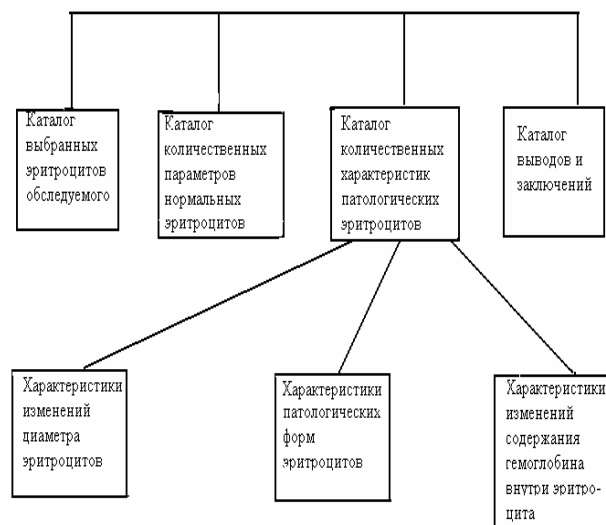 Каталог
выбранных
эритроцитов
обследуемого
Каталог
количественных
параметров
нормальных
эритроцитов
Каталог
количественных
характеристик
патологических
эритроцитов
Каталог
выводов и
заключений
Характеристики
изменений
циаметра
эритроцитов
Характеристики
патологических
форм
эритроцитов
Характеристики
изменений
содержания
гемоглобина
внутри эритро-
цита